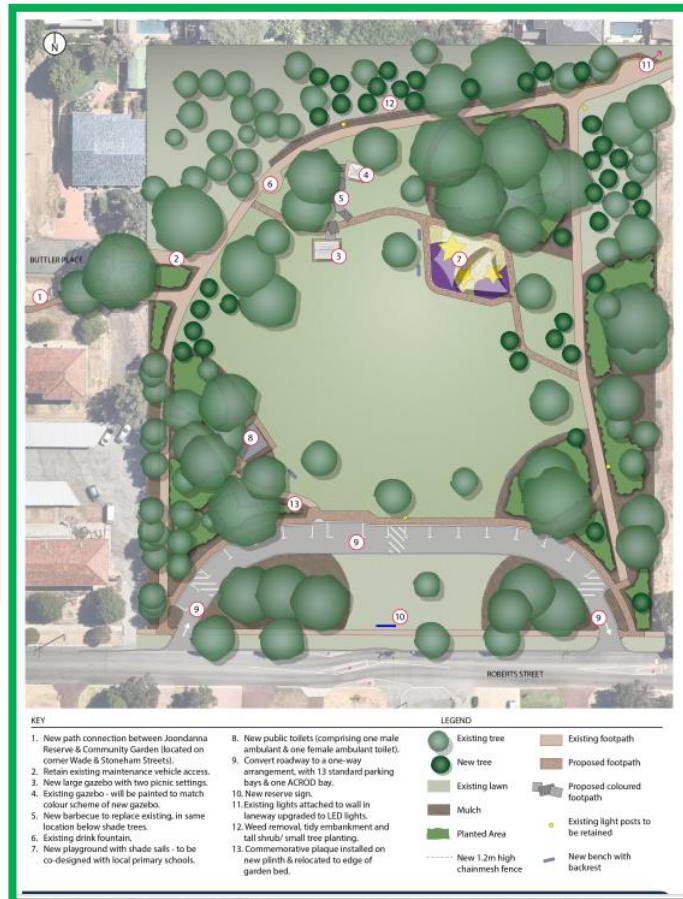 N
11
12
6
4
5
2
BUTTLER PLACE
3
7
1
8
13
9
9
10
9
ROBERTS STREET
KEY
1. New path connection between Joondanna
Reserve & Community Garden (located on
corner Wade & Stoneham Streets).
2. Retain existing maintenance vehicle access.
3. New large gazebo with two picnic settings.
4. Existing gazebo - will be painted to match
colour scheme of new gazebo.
5. New barbecue to replace existing, in same
location below shade trees.
6. Existing drink fountain.
7. New playground with shade sails - to be
co-designed with local primary schools.
8. New public toilets (comprising one male
ambulant & one female ambulant toilet).
9. Convert roadway to a one-way
arrangement, with 13 standard parking
bays & one ACROD bay.
10. New reserve sign.
11. Existing lights attached to wall in
laneway upgraded to LED lights.
12. Weed removal, tidy embankment and
tall shrub/ small tree planting.
13. Commemorative plaque installed on
new plinth & relocated to edge of
garden bed.
LEGEND
Existing tree
New tree
Existing lawn
Mulch
Planted Area
New 1.2m high
chainmesh fence
Existing footpath
Proposed footpath
Proposed coloured
footpath
Existing light posts to
be retained
New bench with
backrest